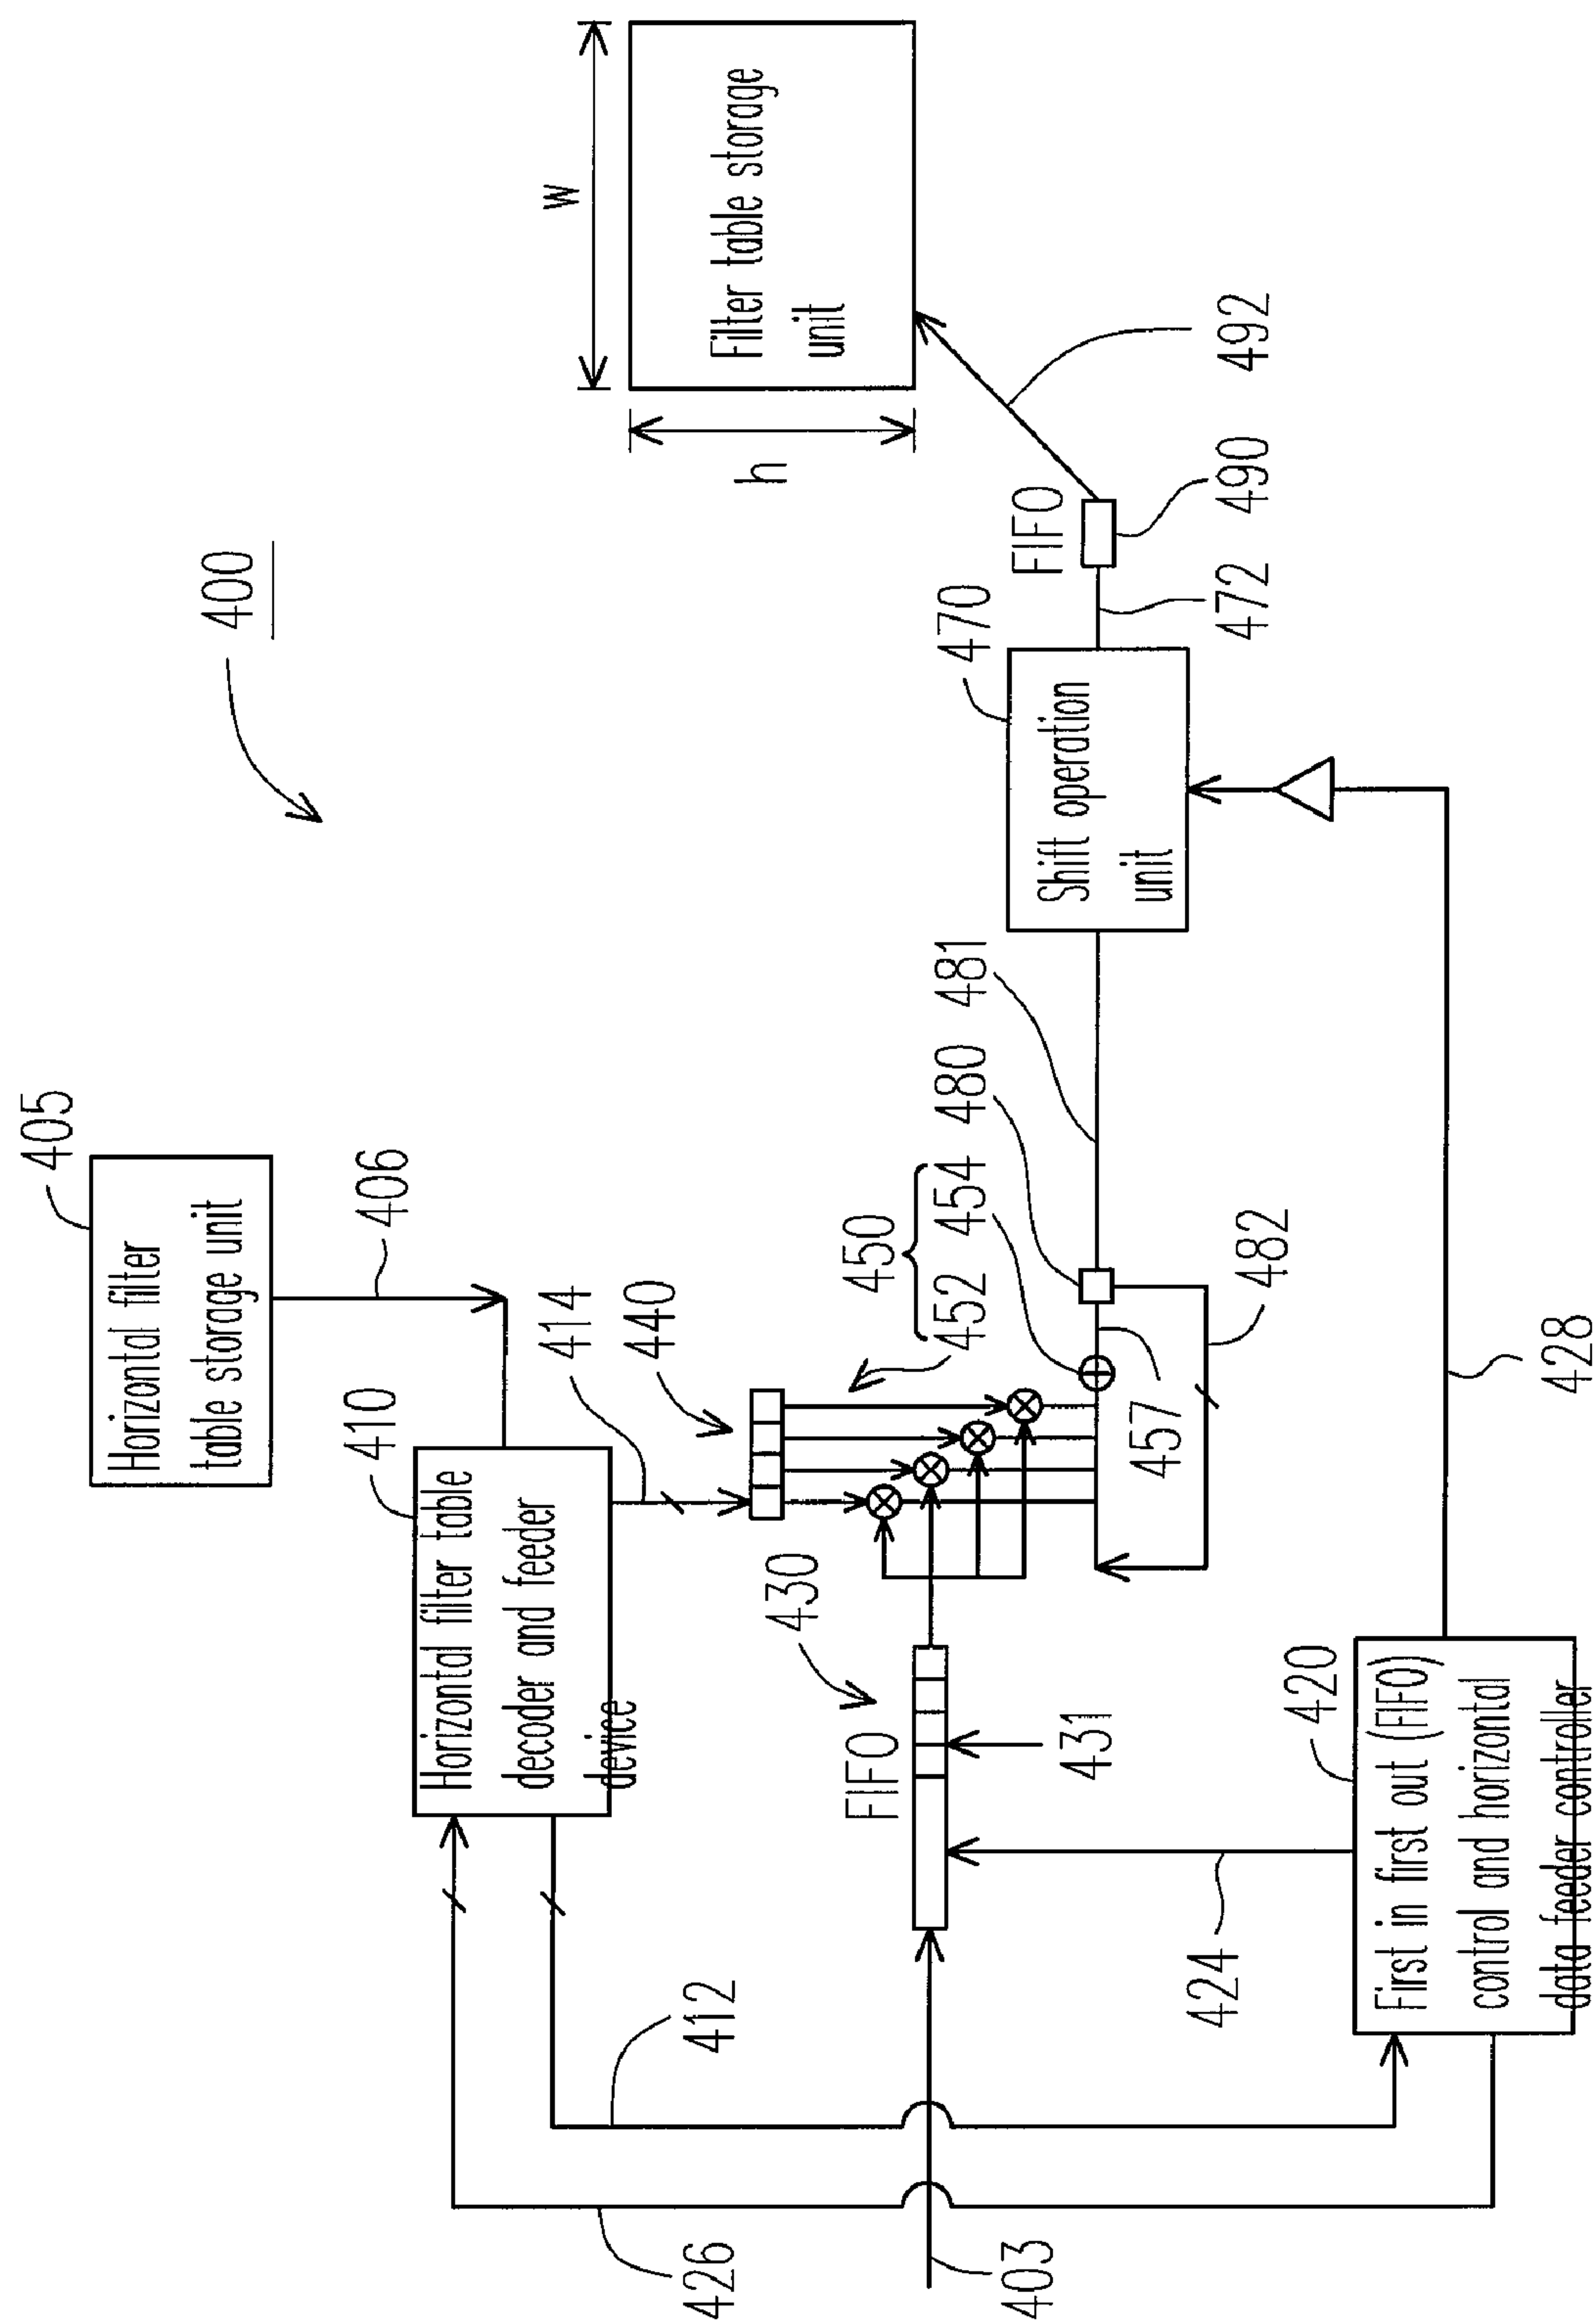 400
405
Horizontal filter
table storage unit
406
w
Filter table storage
unit
h
410
Horizontal filter table
decoder and feeder
device
414
440
450
452 454 480 481
470
Shift operation
unit
FIFO
472 490 492
426
412
FIFO
430
431
457
482
403
424
420
First in first out (FIFO)
control and horizontal
data feeder controller
428